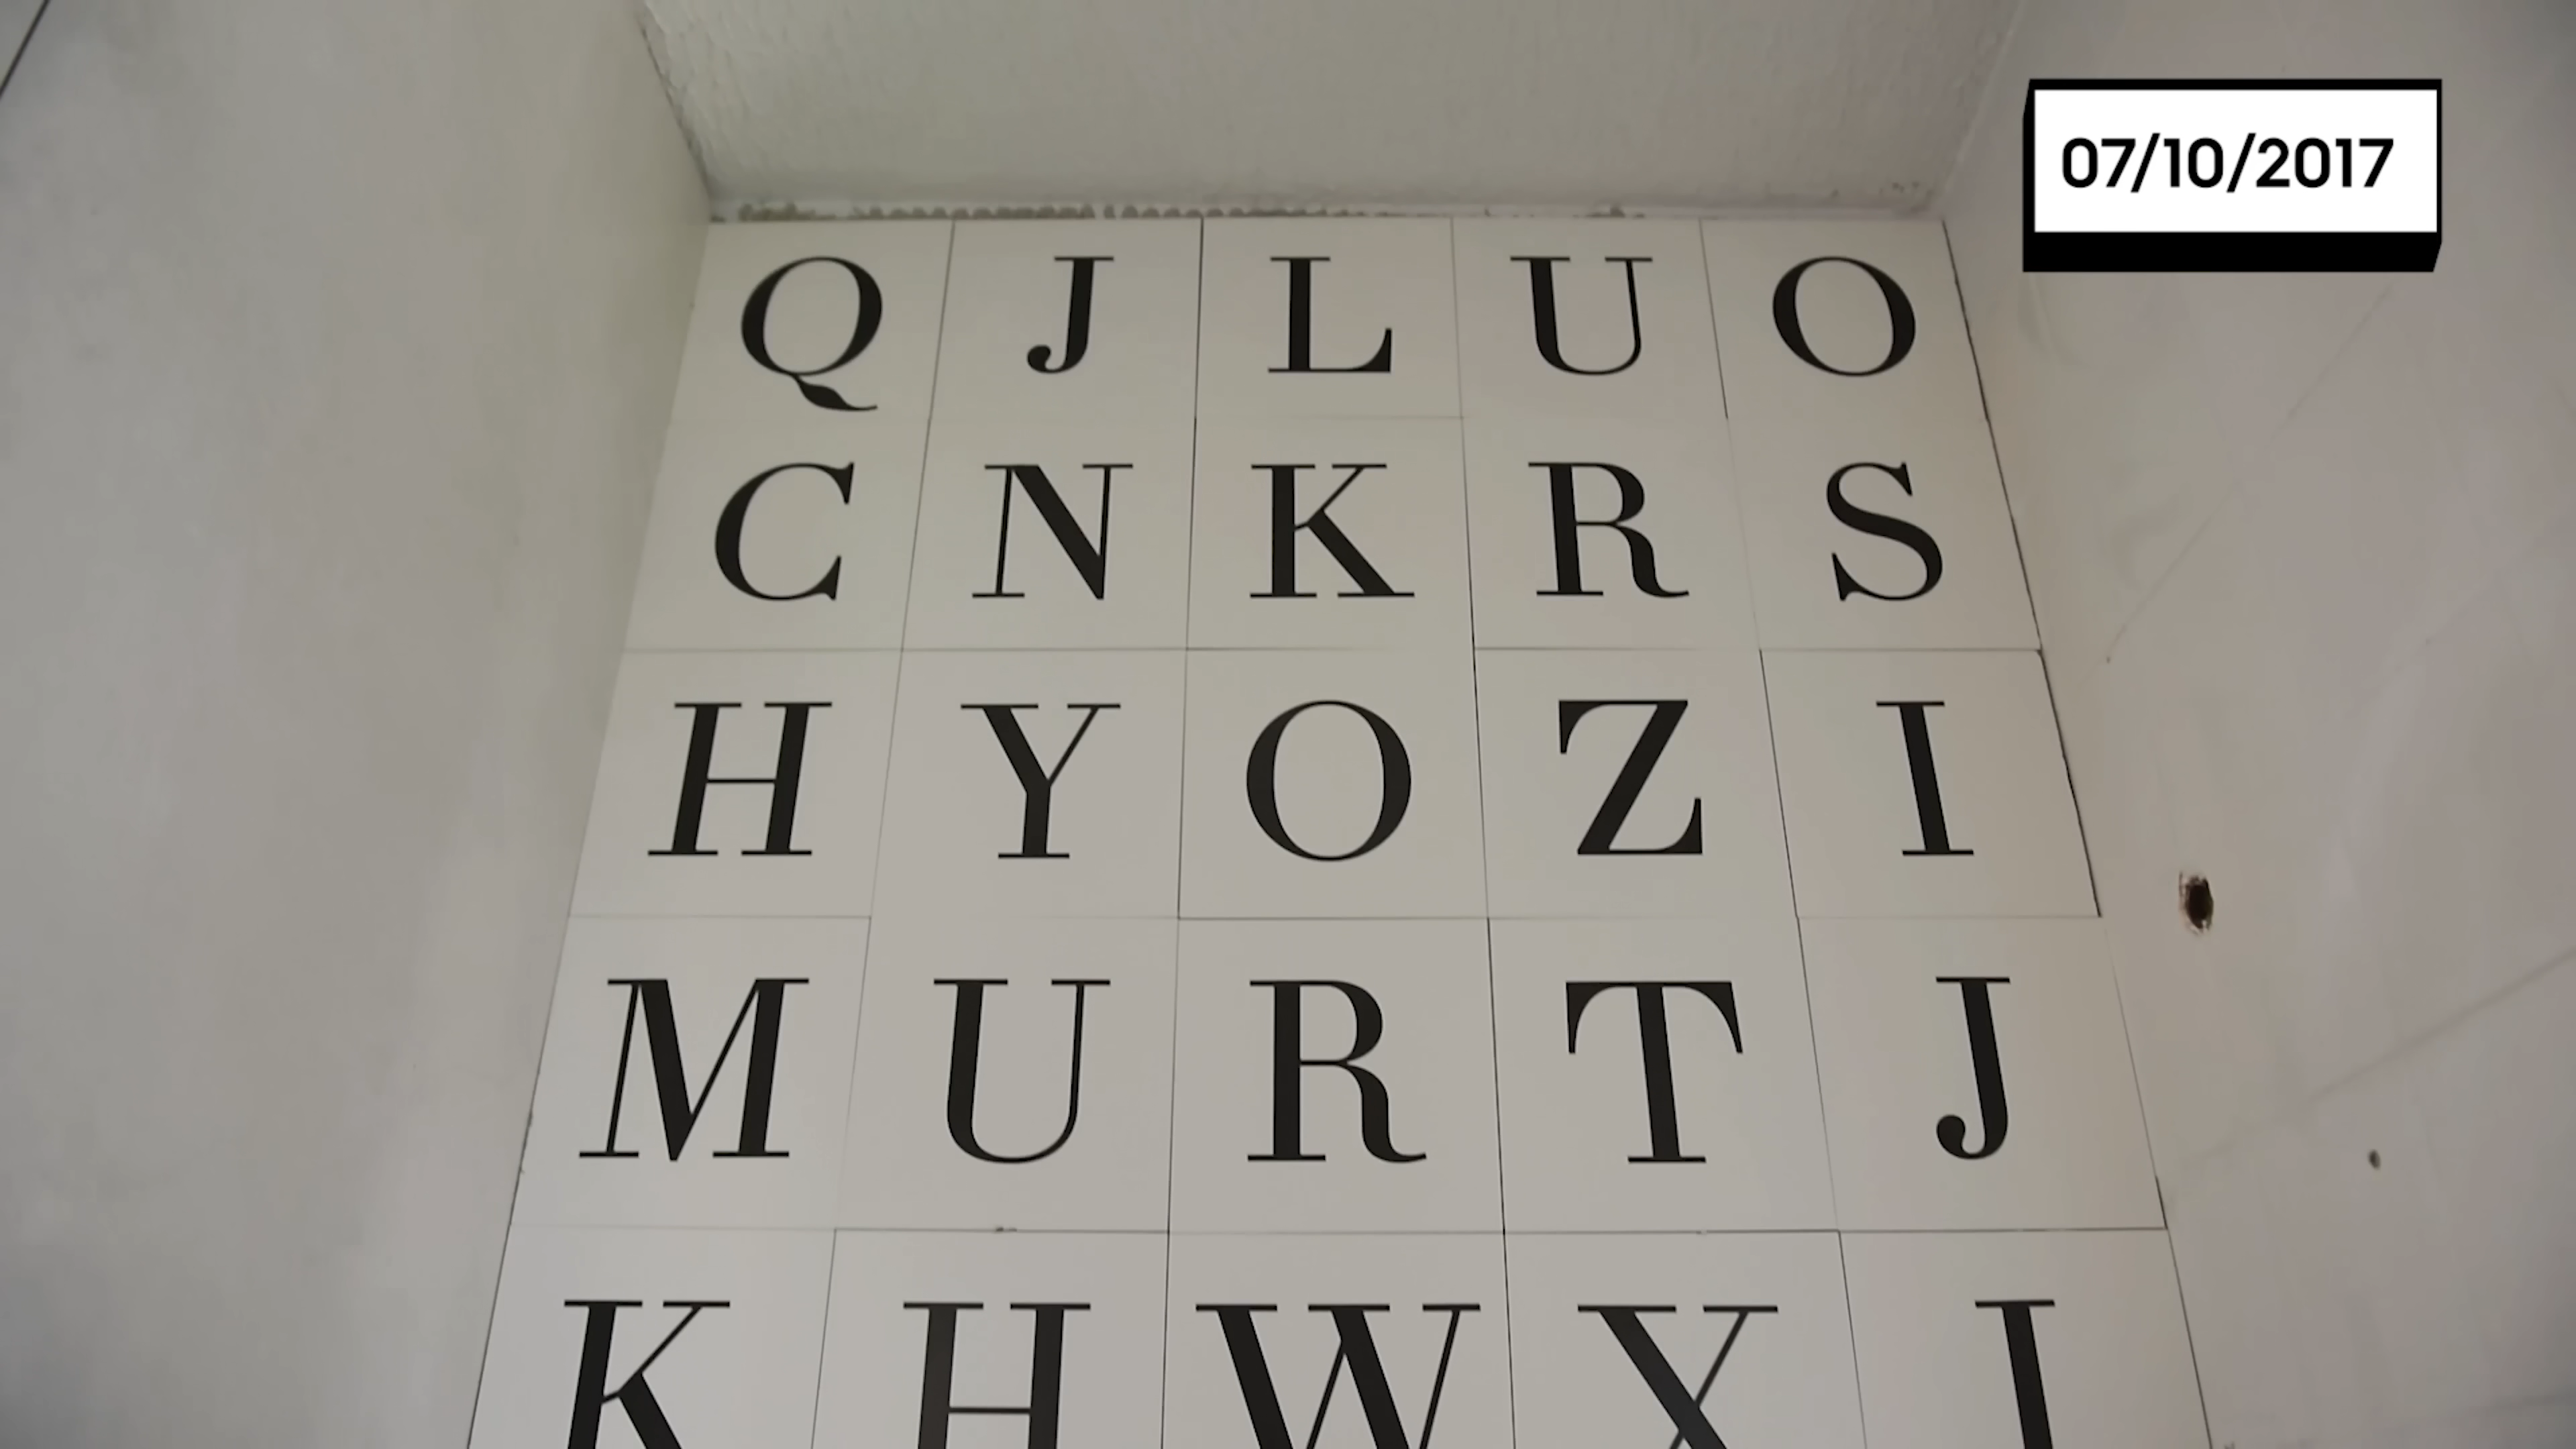 07/10/2017
Q J L U O
C N K R S
H Y O Z I
M U R T J
K H W X